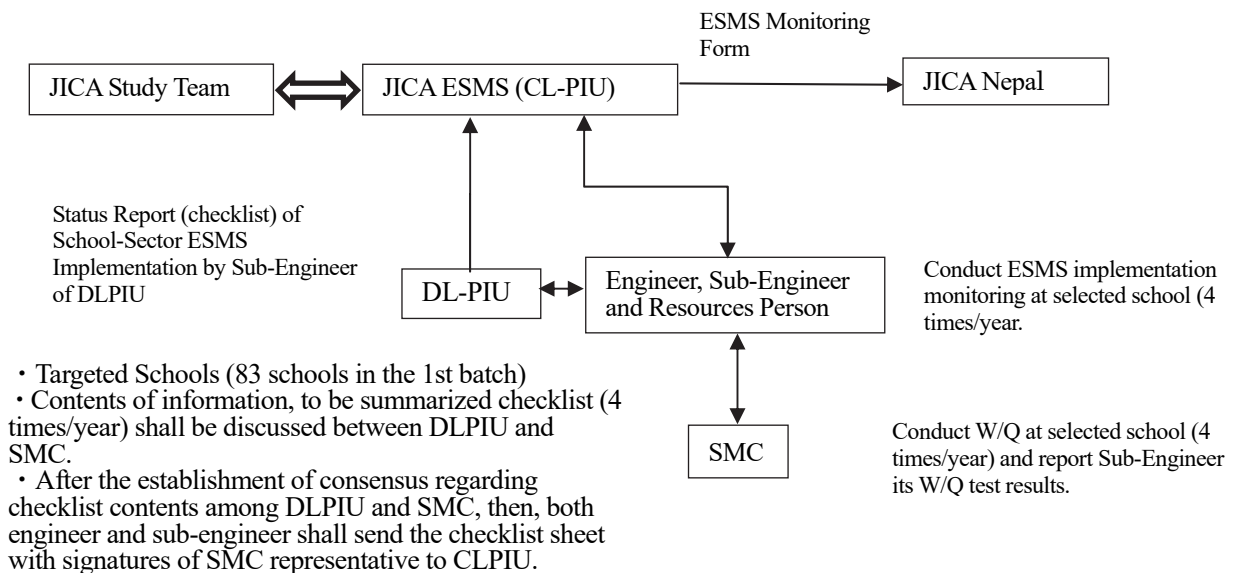 ESMS Monitoring
Form
JICA Study Team
JICA ESMS (CL-PIU)
JICA Nepal
Status Report (checklist) of
School-Sector ESMS
Implementation by Sub-Engineer
of DLPIU
DL-PIU
Engineer, Sub-Engineer
and Resources Person
Conduct ESMS implementation
monitoring at selected school (4
times/year.
・Targeted Schools (83 schools in the 1st batch)
・Contents of information, to be summarized checklist (4
times/year) shall be discussed between DLPIU and
SMC.
・After the establishment of consensus regarding
checklist contents among DLPIU and SMC, then, both
engineer and sub-engineer shall send the checklist sheet
with signatures of SMC representative to CLPIU.
SMC
Conduct W/Q at selected school (4
times/year) and report Sub-Engineer
its W/Q test results.